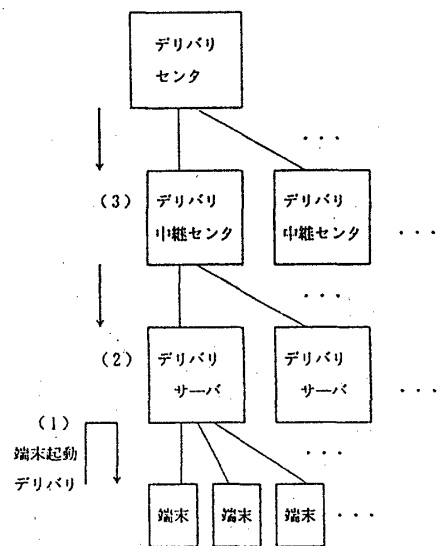 デリバリ
センタ
・・・
(3)
デリバリ
中継センタ
デリバリ
中継センタ
・・・
・・・
(2)
デリバリ
サーバ
デリバリ
サーバ
・・・
(1)
端末起動
デリバリ
・・・
端末
端末
端末
・・・